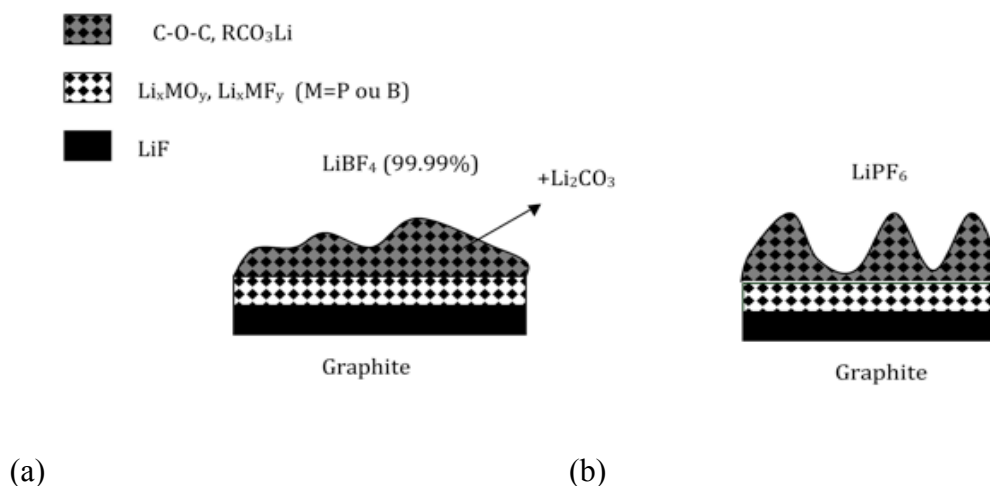 C-O-C, RCO₃Li
LiₓMOᵧ, LiₓMFᵧ (M=P ou B)
LiF
LiBF₄ (99.99%)
+Li₂CO₃
LiPF₆
Graphite
Graphite
(a)
(b)